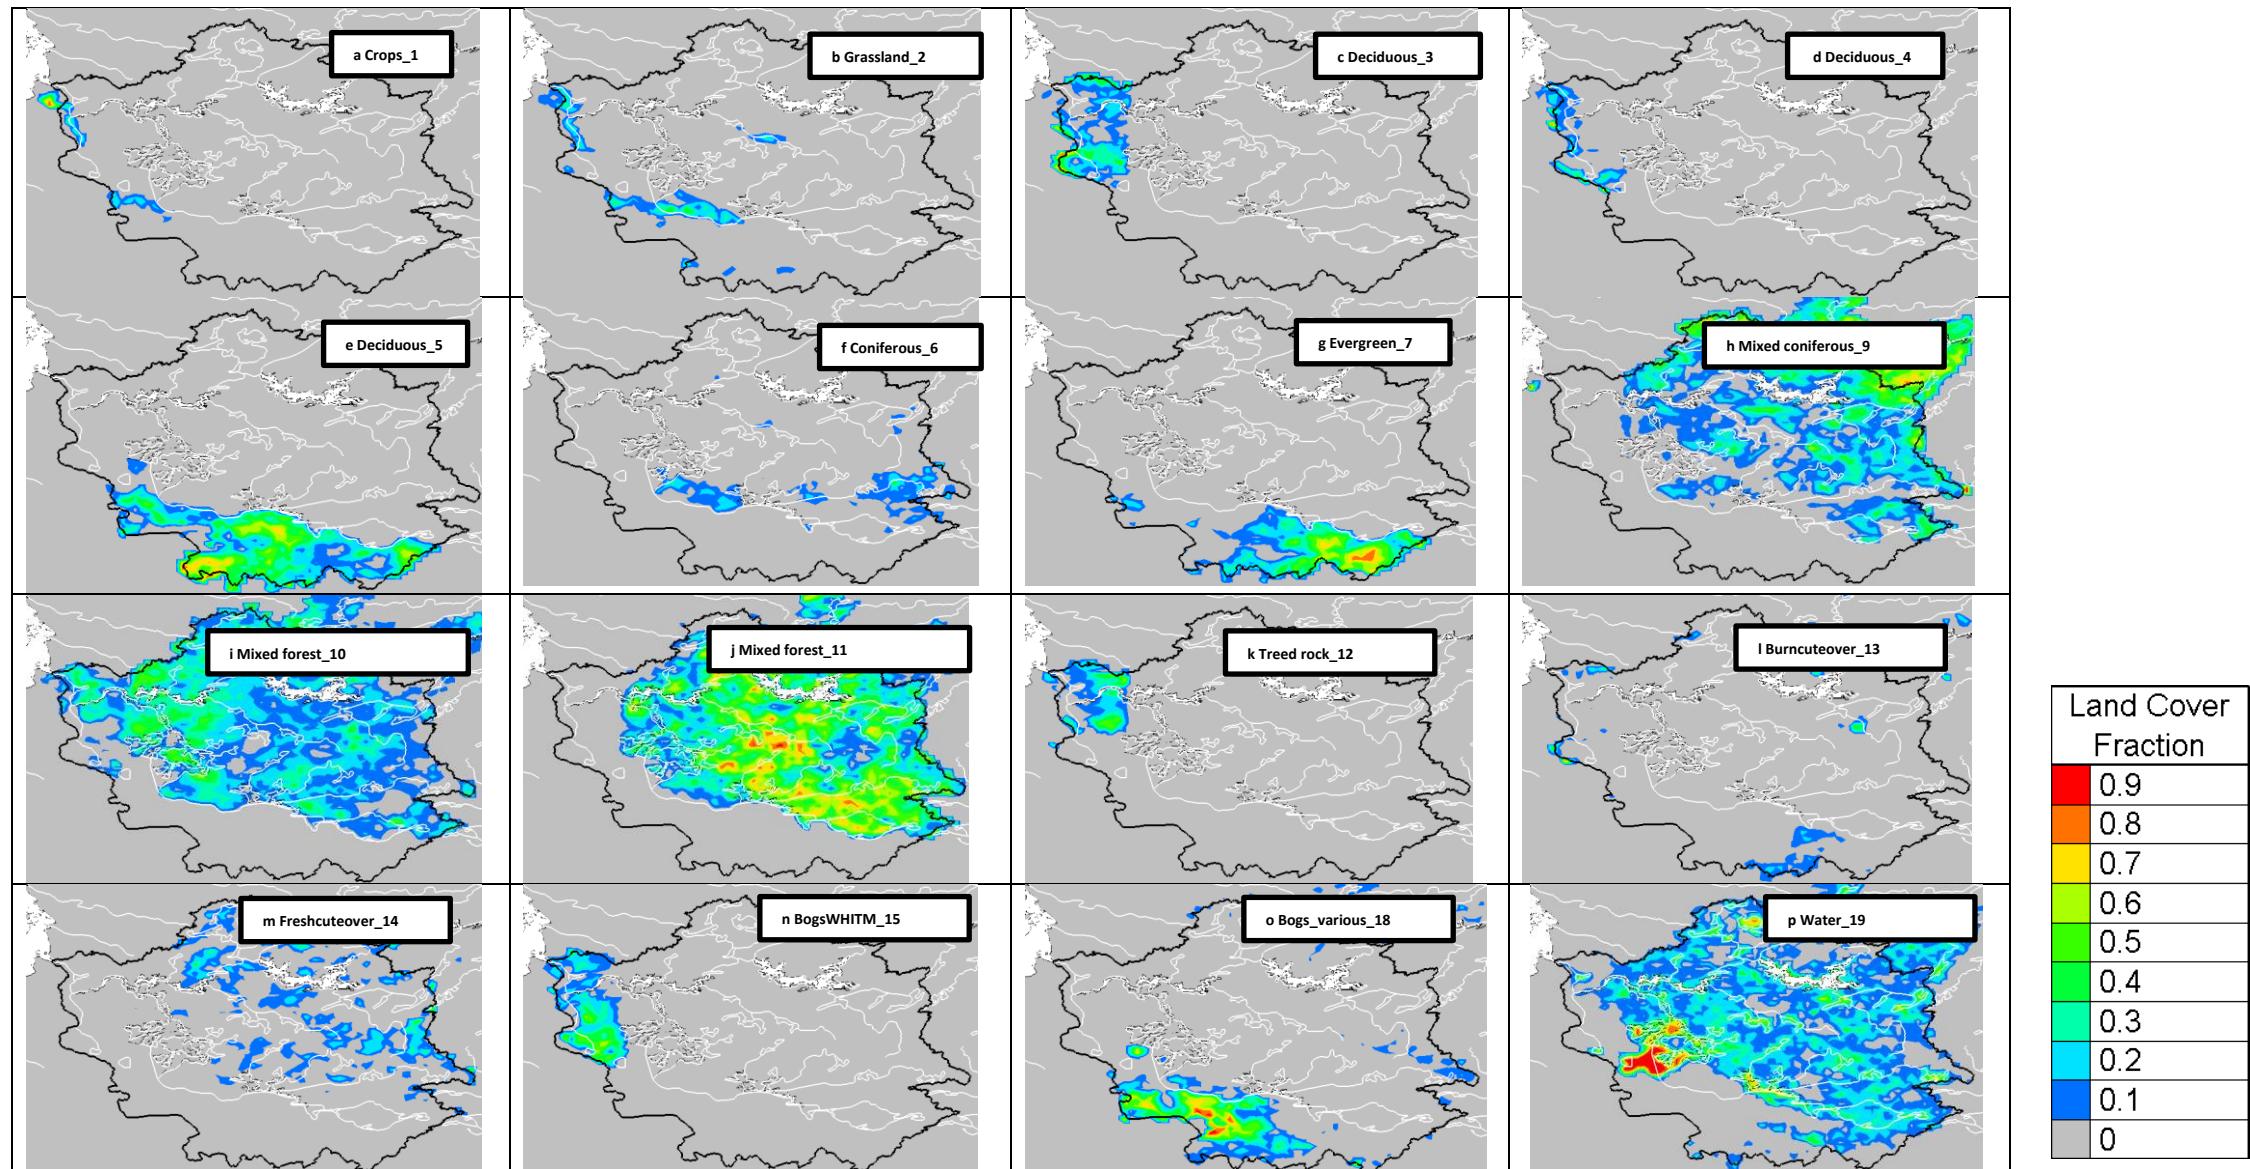 a Crops_1
b Grassland_2
c Deciduous_3
d Deciduous_4
e Deciduous_5
f Coniferous_6
g Evergreen_7
h Mixed coniferous_9
i Mixed forest_10
j Mixed forest_11
k Treed rock_12
l Burncuteover_13
m Freshcuteover_14
n BogsWHITM_15
o Bogs_various_18
p Water_19
Land Cover
Fraction
0.9
0.8
0.7
0.6
0.5
0.4
0.3
0.2
0.1
0